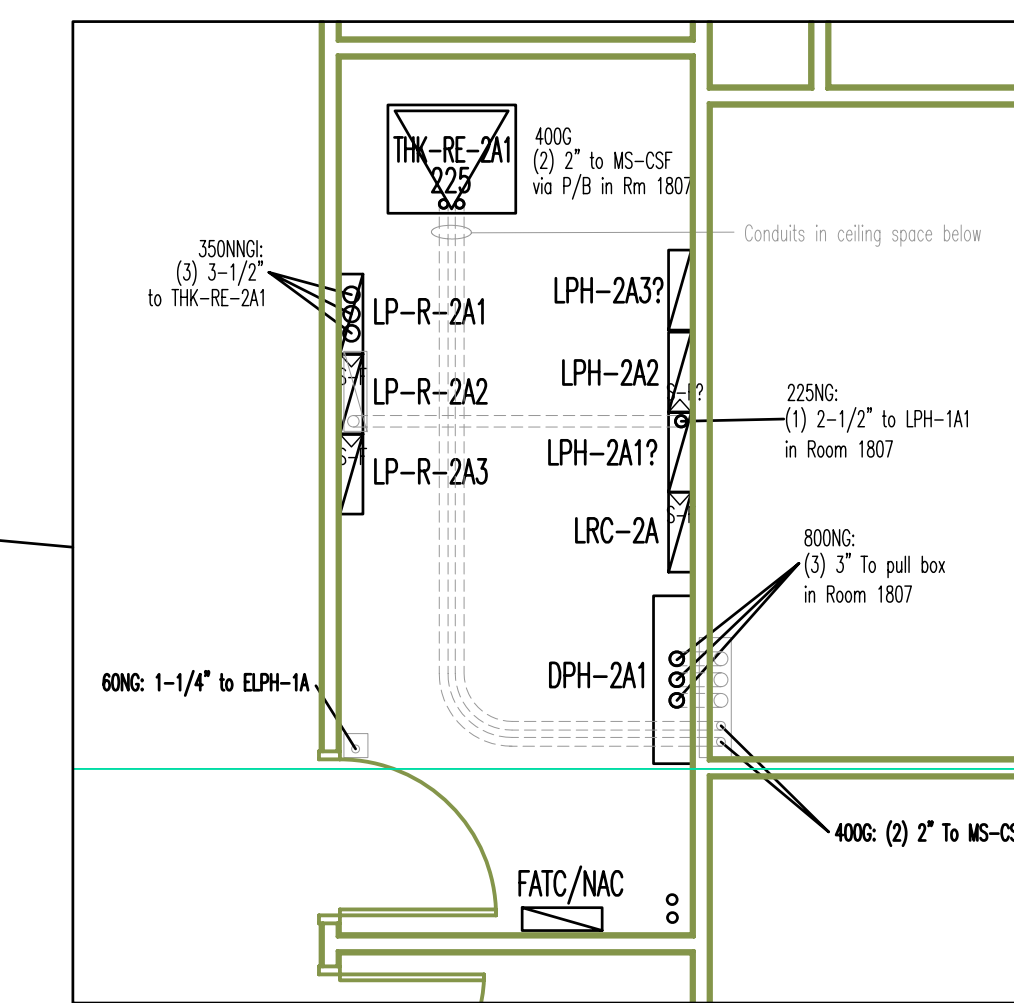 THK-RE-2A1
225
400G
(2) 2" to MS-CSF
via P/B in Rm 1807
Conduits in ceiling space below
350NNGI:
(3) 3-1/2"
to THK-RE-2A1
LP-R-2A1
LP-R-2A2
LP-R-2A3
S-F
S-F
LPH-2A3?
LPH-2A2
S-F?
LPH-2A1?
LRC-2A
225NG:
(1) 2-1/2" to LPH-1A1
in Room 1807
800NG:
(3) 3" To pull box
in Room 1807
DPH-2A1
60NG: 1-1/4" to ELPH-1A
400G: (2) 2" To MS-CS
FATC/NAC